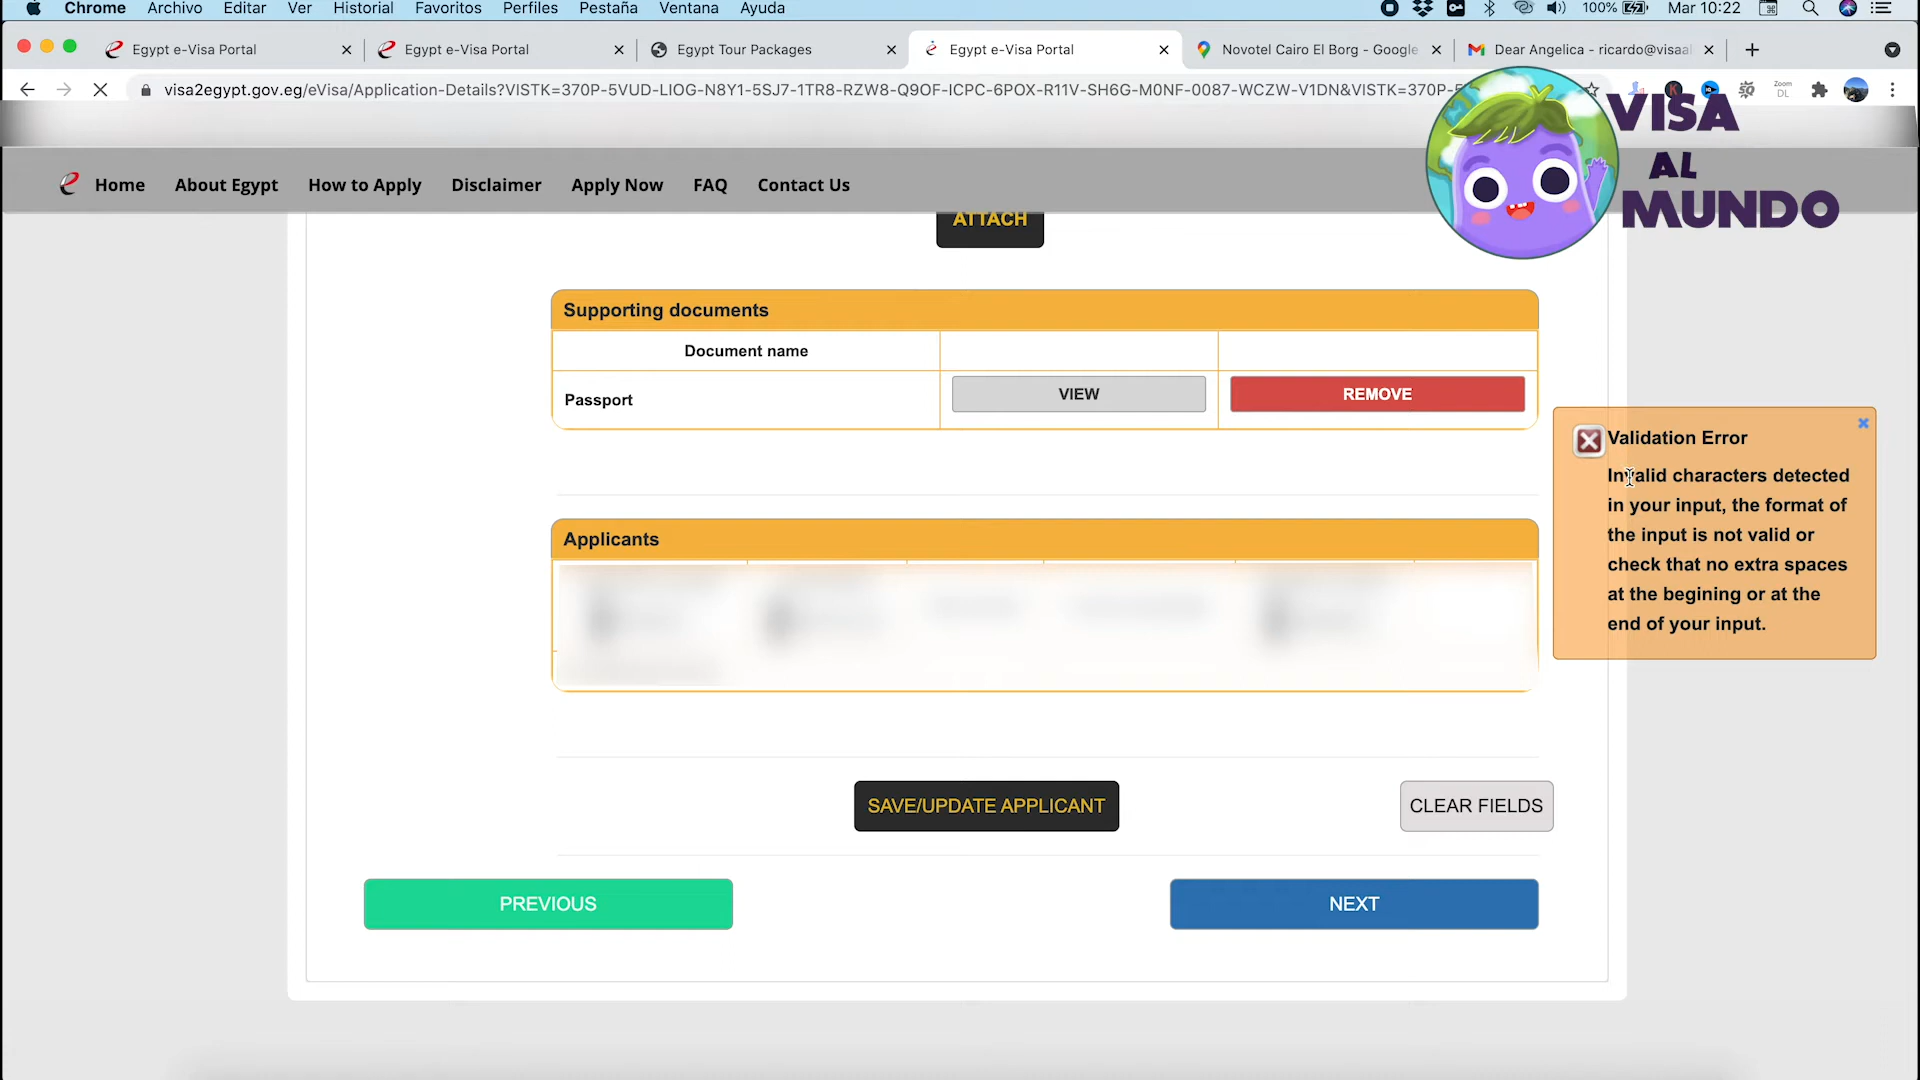 Chrome Archivo Editar Ver Historial Favoritos Perfiles Pestaña Ventana Ayuda 100% Mar 10:22
Egypt e-Visa Portal Egypt e-Visa Portal Egypt Tour Packages Egypt e-Visa Portal Novotel Cairo El Borg - Google Dear Angelica - ricardo@visaal
visa2egypt.gov.eg/eVisa/Application-Details?VISTK=370P-5VUD-LIOG-N8Y1-5SJ7-1TR8-RZW8-Q9OF-ICPC-6POX-R11V-SH6G-M0NF-0087-WCZW-V1DN&VISTK=370P-5 Zoom
DL
VISA
AL
MUNDO
Home About Egypt How to Apply Disclaimer Apply Now FAQ Contact Us
ATTACH
Supporting documents
Document name
Passport VIEW REMOVE
Validation Error
Invalid characters detected
in your input, the format of
the input is not valid or
check that no extra spaces
at the begining or at the
end of your input.
Applicants
SAVE/UPDATE APPLICANT CLEAR FIELDS
PREVIOUS NEXT